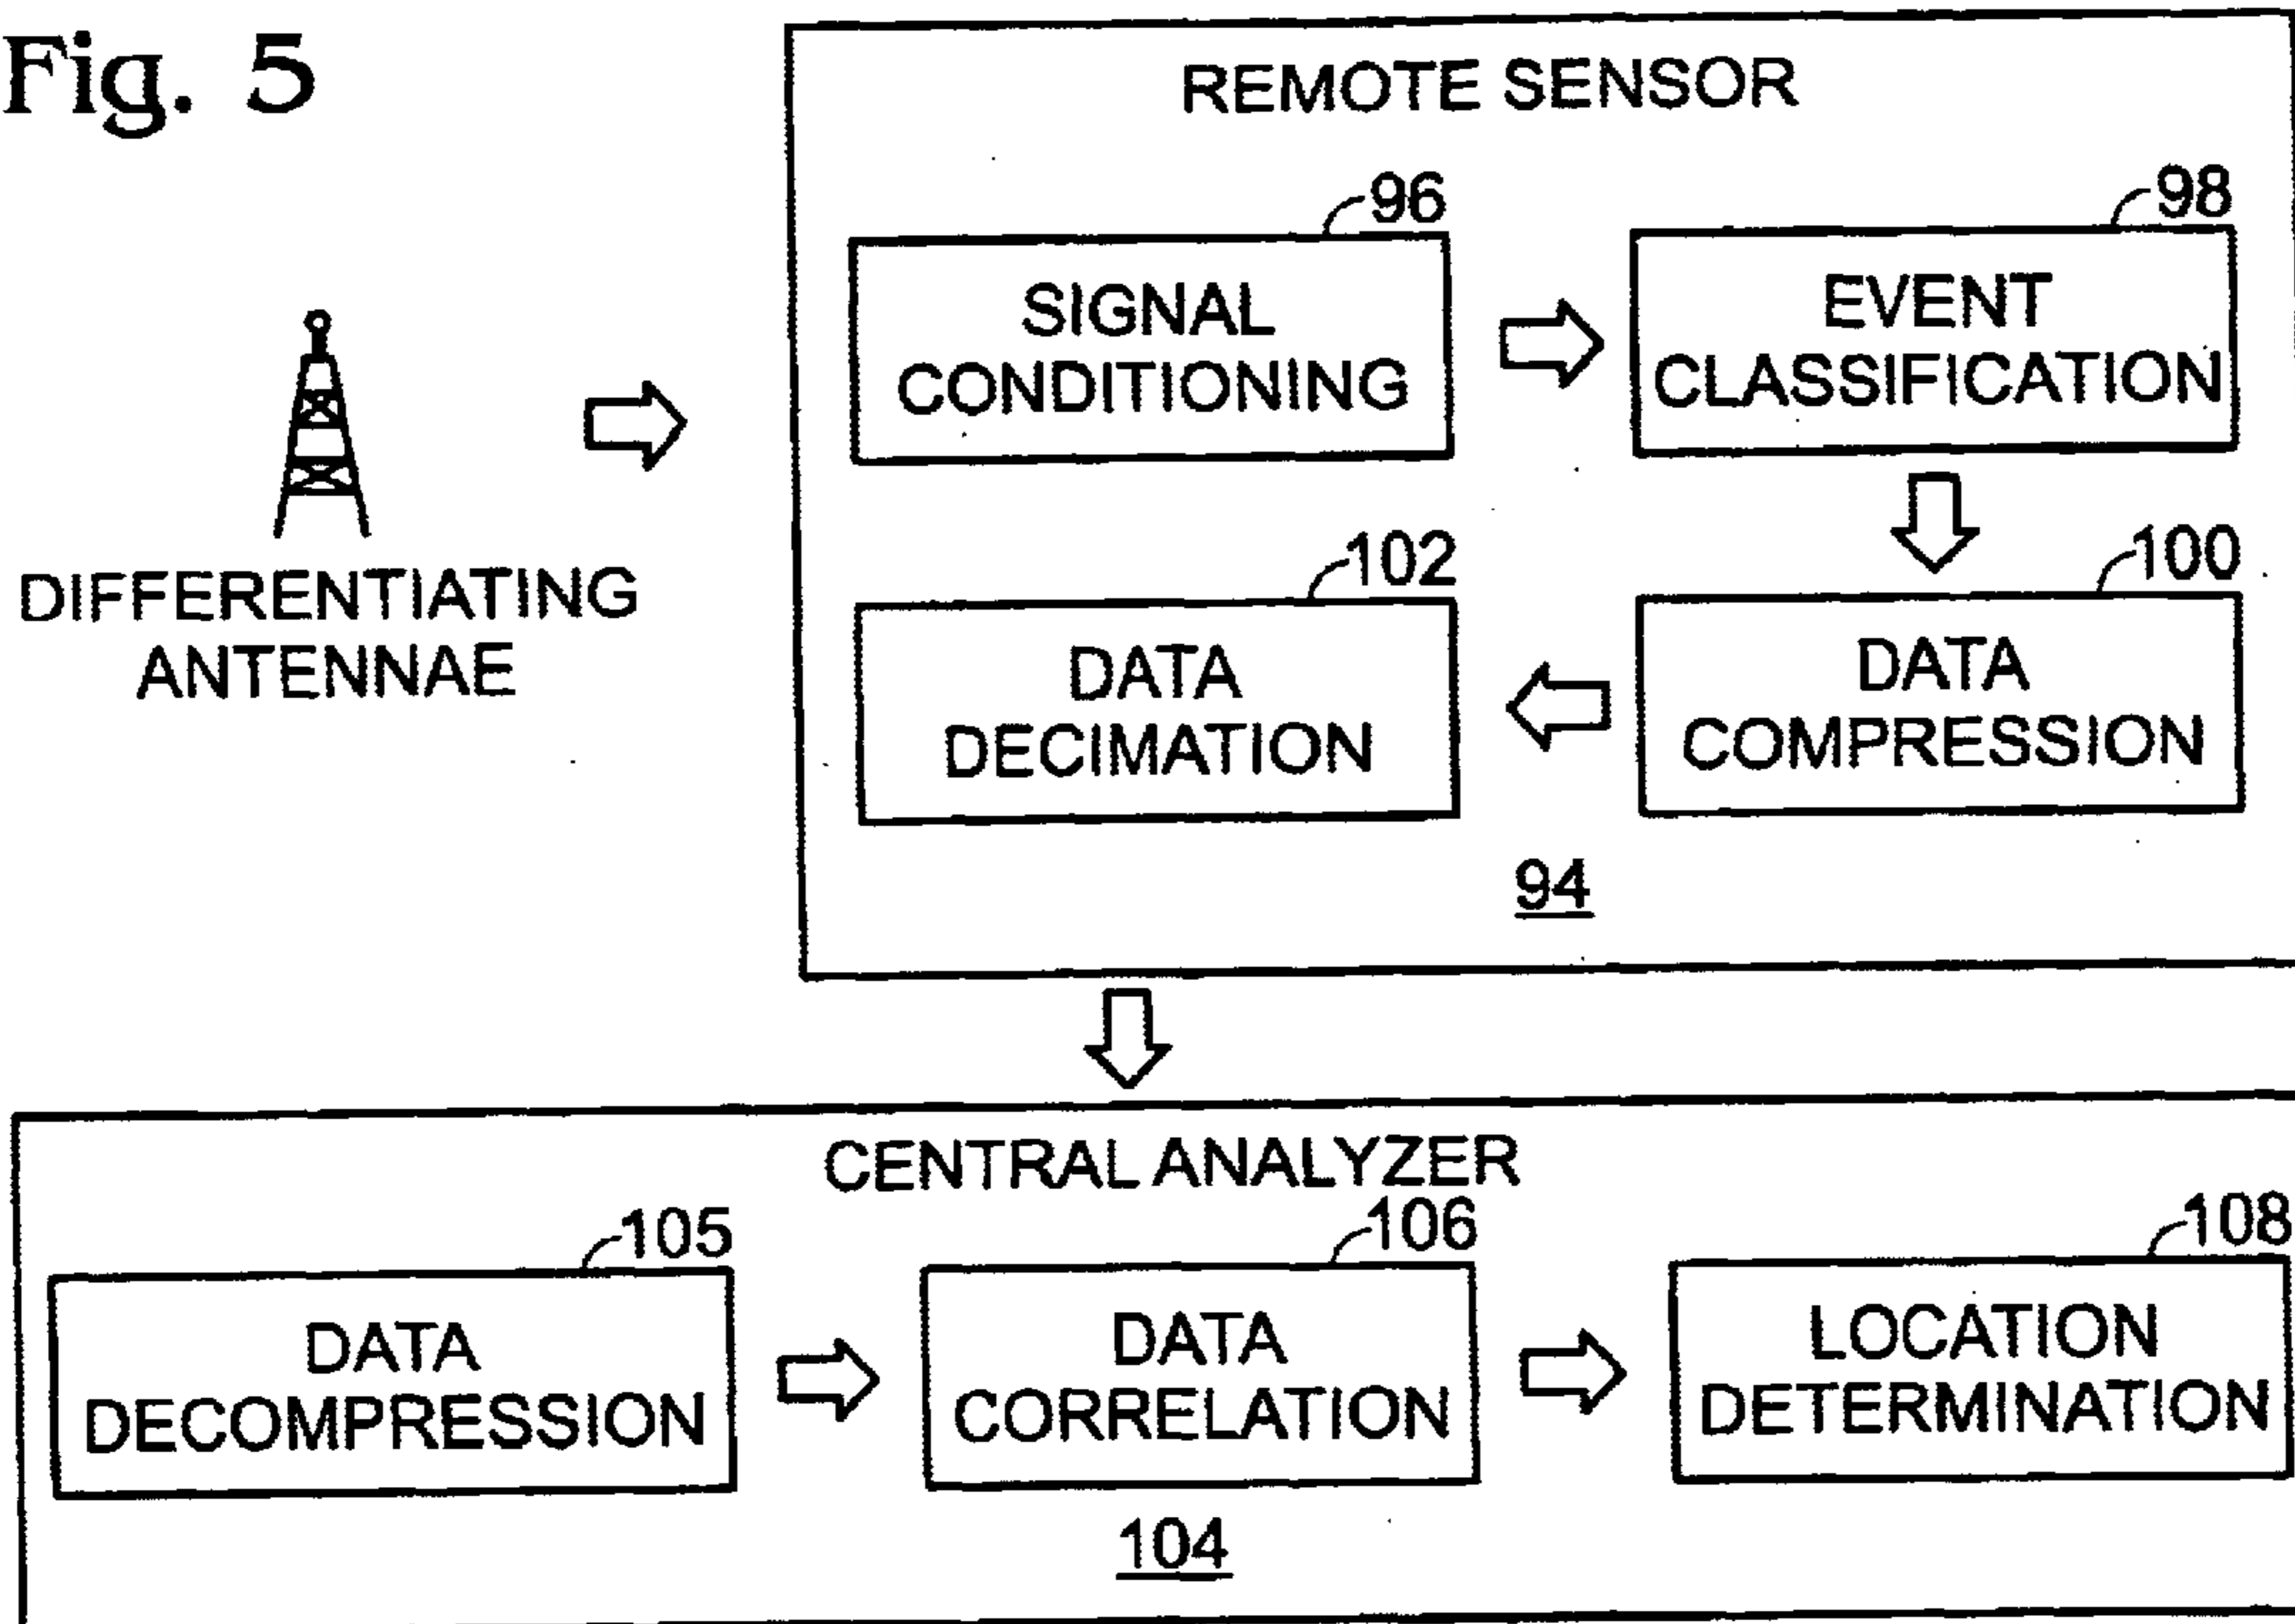 Fig. 5
REMOTE SENSOR
96
SIGNAL
CONDITIONING
98
EVENT
CLASSIFICATION
DIFFERENTIATING
ANTENNAE
102
DATA
DECIMATION
100
DATA
COMPRESSION
94
CENTRAL ANALYZER
105
DATA
DECOMPRESSION
106
DATA
CORRELATION
108
LOCATION
DETERMINATION
104